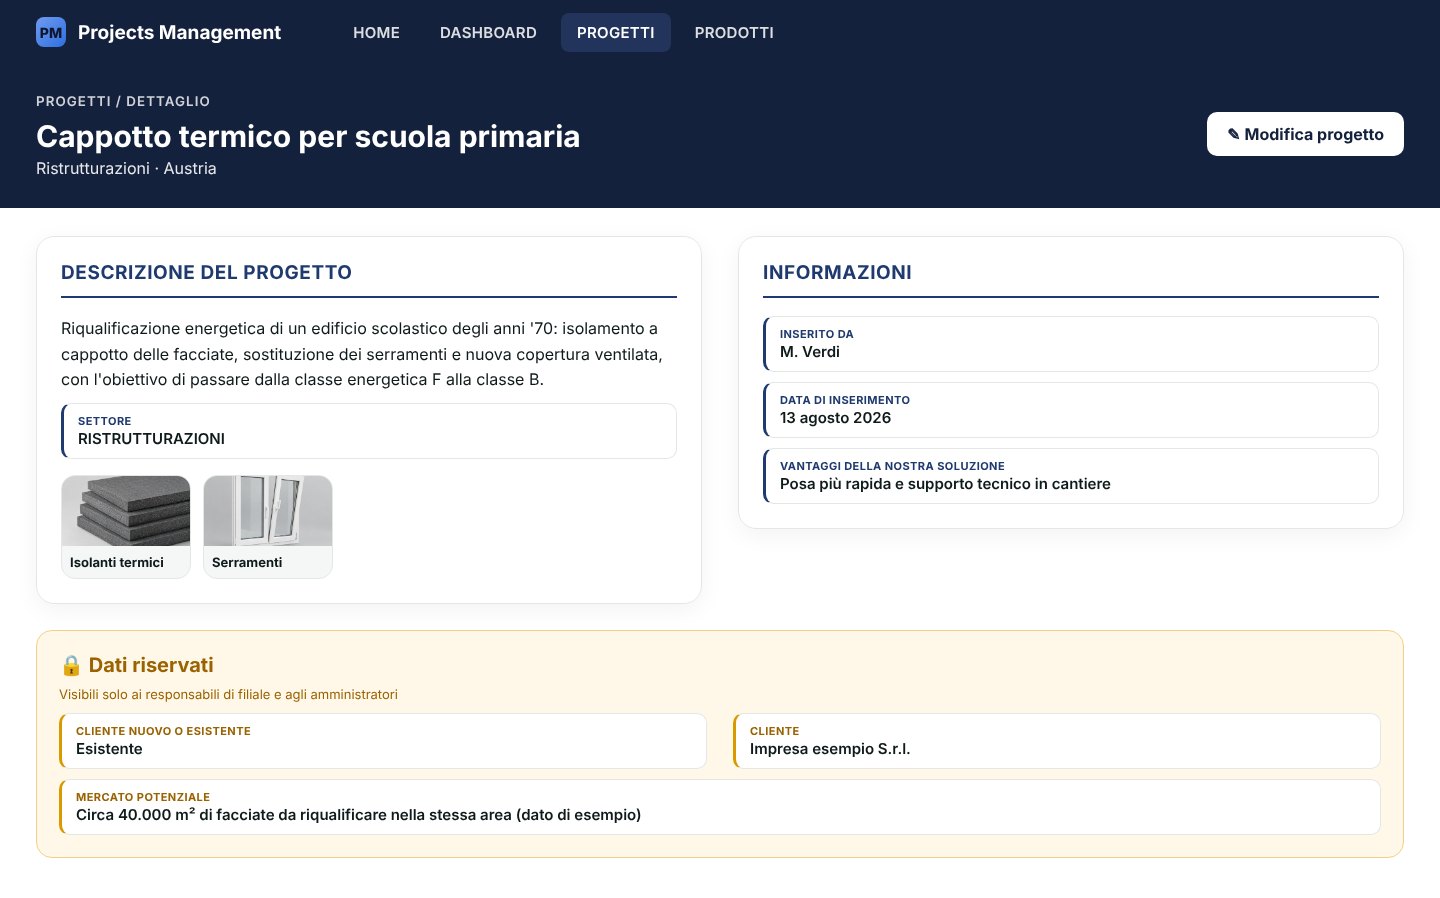 PM Projects Management
HOME
DASHBOARD
PROGETTI
PRODOTTI
PROGETTI / DETTAGLIO
Cappotto termico per scuola primaria
Ristrutturazioni · Austria
✎ Modifica progetto
DESCRIZIONE DEL PROGETTO
Riqualificazione energetica di un edificio scolastico degli anni '70: isolamento a
cappotto delle facciate, sostituzione dei serramenti e nuova copertura ventilata,
con l'obiettivo di passare dalla classe energetica F alla classe B.
SETTORE
RISTRUTTURAZIONI
Isolanti termici
Serramenti
INFORMAZIONI
INSERITO DA
M. Verdi
DATA DI INSERIMENTO
13 agosto 2026
VANTAGGI DELLA NOSTRA SOLUZIONE
Posa più rapida e supporto tecnico in cantiere
🔒 Dati riservati
Visibili solo ai responsabili di filiale e agli amministratori
CLIENTE NUOVO O ESISTENTE
Esistente
CLIENTE
Impresa esempio S.r.l.
MERCATO POTENZIALE
Circa 40.000 m² di facciate da riqualificare nella stessa area (dato di esempio)